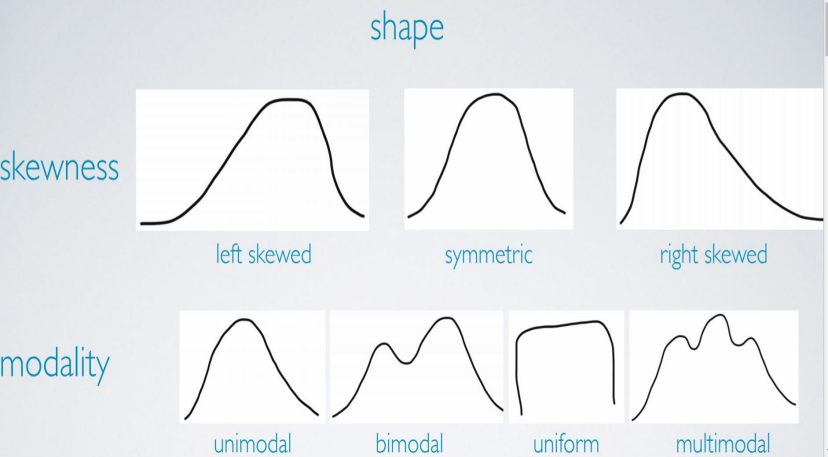 shape
skewness
left skewed
symmetric
right skewed
modality
unimodal
bimodal
uniform
multimodal